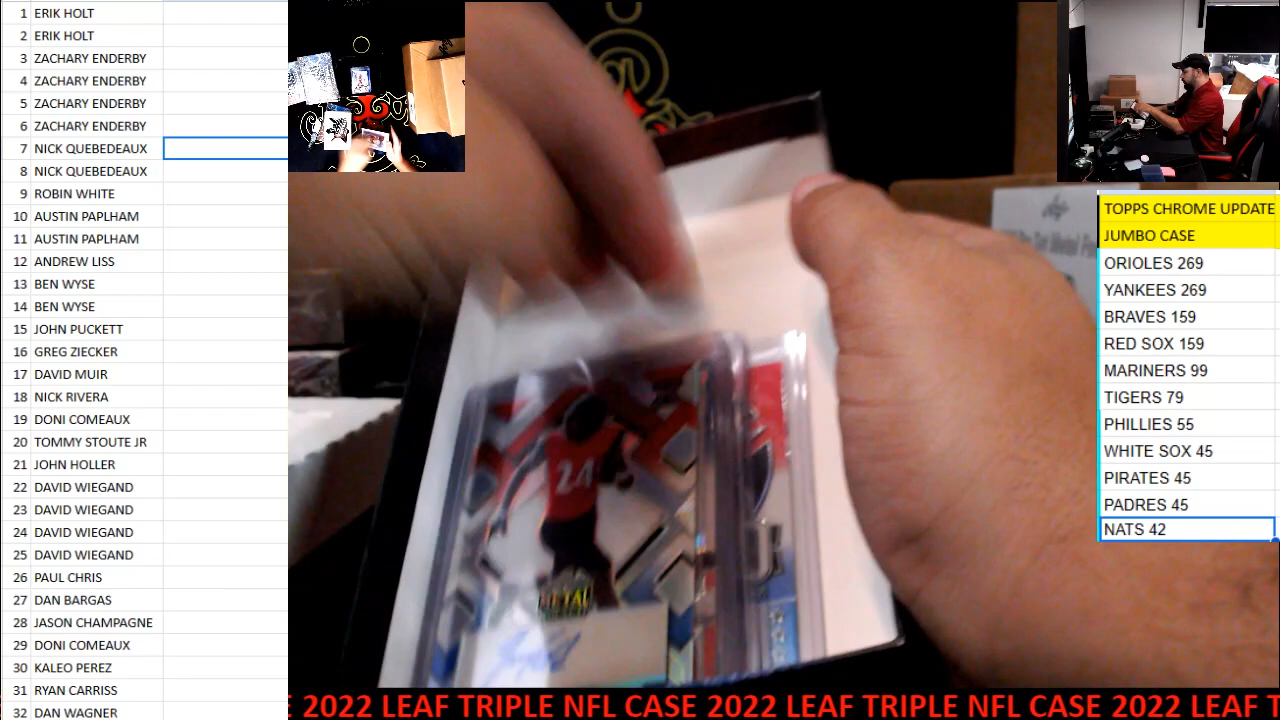 1 ERIK HOLT
2 ERIK HOLT
3 ZACHARY ENDERBY
4 ZACHARY ENDERBY
5 ZACHARY ENDERBY
6 ZACHARY ENDERBY
7 NICK QUEBEDEAUX
8 NICK QUEBEDEAUX
9 ROBIN WHITE
10 AUSTIN PAPLHAM
11 AUSTIN PAPLHAM
12 ANDREW LISS
13 BEN WYSE
14 BEN WYSE
15 JOHN PUCKETT
16 GREG ZIECKER
17 DAVID MUIR
18 NICK RIVERA
19 DONI COMEAUX
20 TOMMY STOUTE JR
21 JOHN HOLLER
22 DAVID WIEGAND
23 DAVID WIEGAND
24 DAVID WIEGAND
25 DAVID WIEGAND
26 PAUL CHRIS
27 DAN BARGAS
28 JASON CHAMPAGNE
29 DONI COMEAUX
30 KALEO PEREZ
31 RYAN CARRISS
32 DAN WAGNER
TOPPS CHROME UPDATE
JUMBO CASE
ORIOLES 269
YANKEES 269
BRAVES 159
RED SOX 159
MARINERS 99
TIGERS 79
PHILLIES 55
WHITE SOX 45
PIRATES 45
PADRES 45
NATS 42
24
METAL
E 2022 LEAF TRIPLE NFL CASE 2022 LEAF TRIPLE NFL CASE 2022 LEAF T